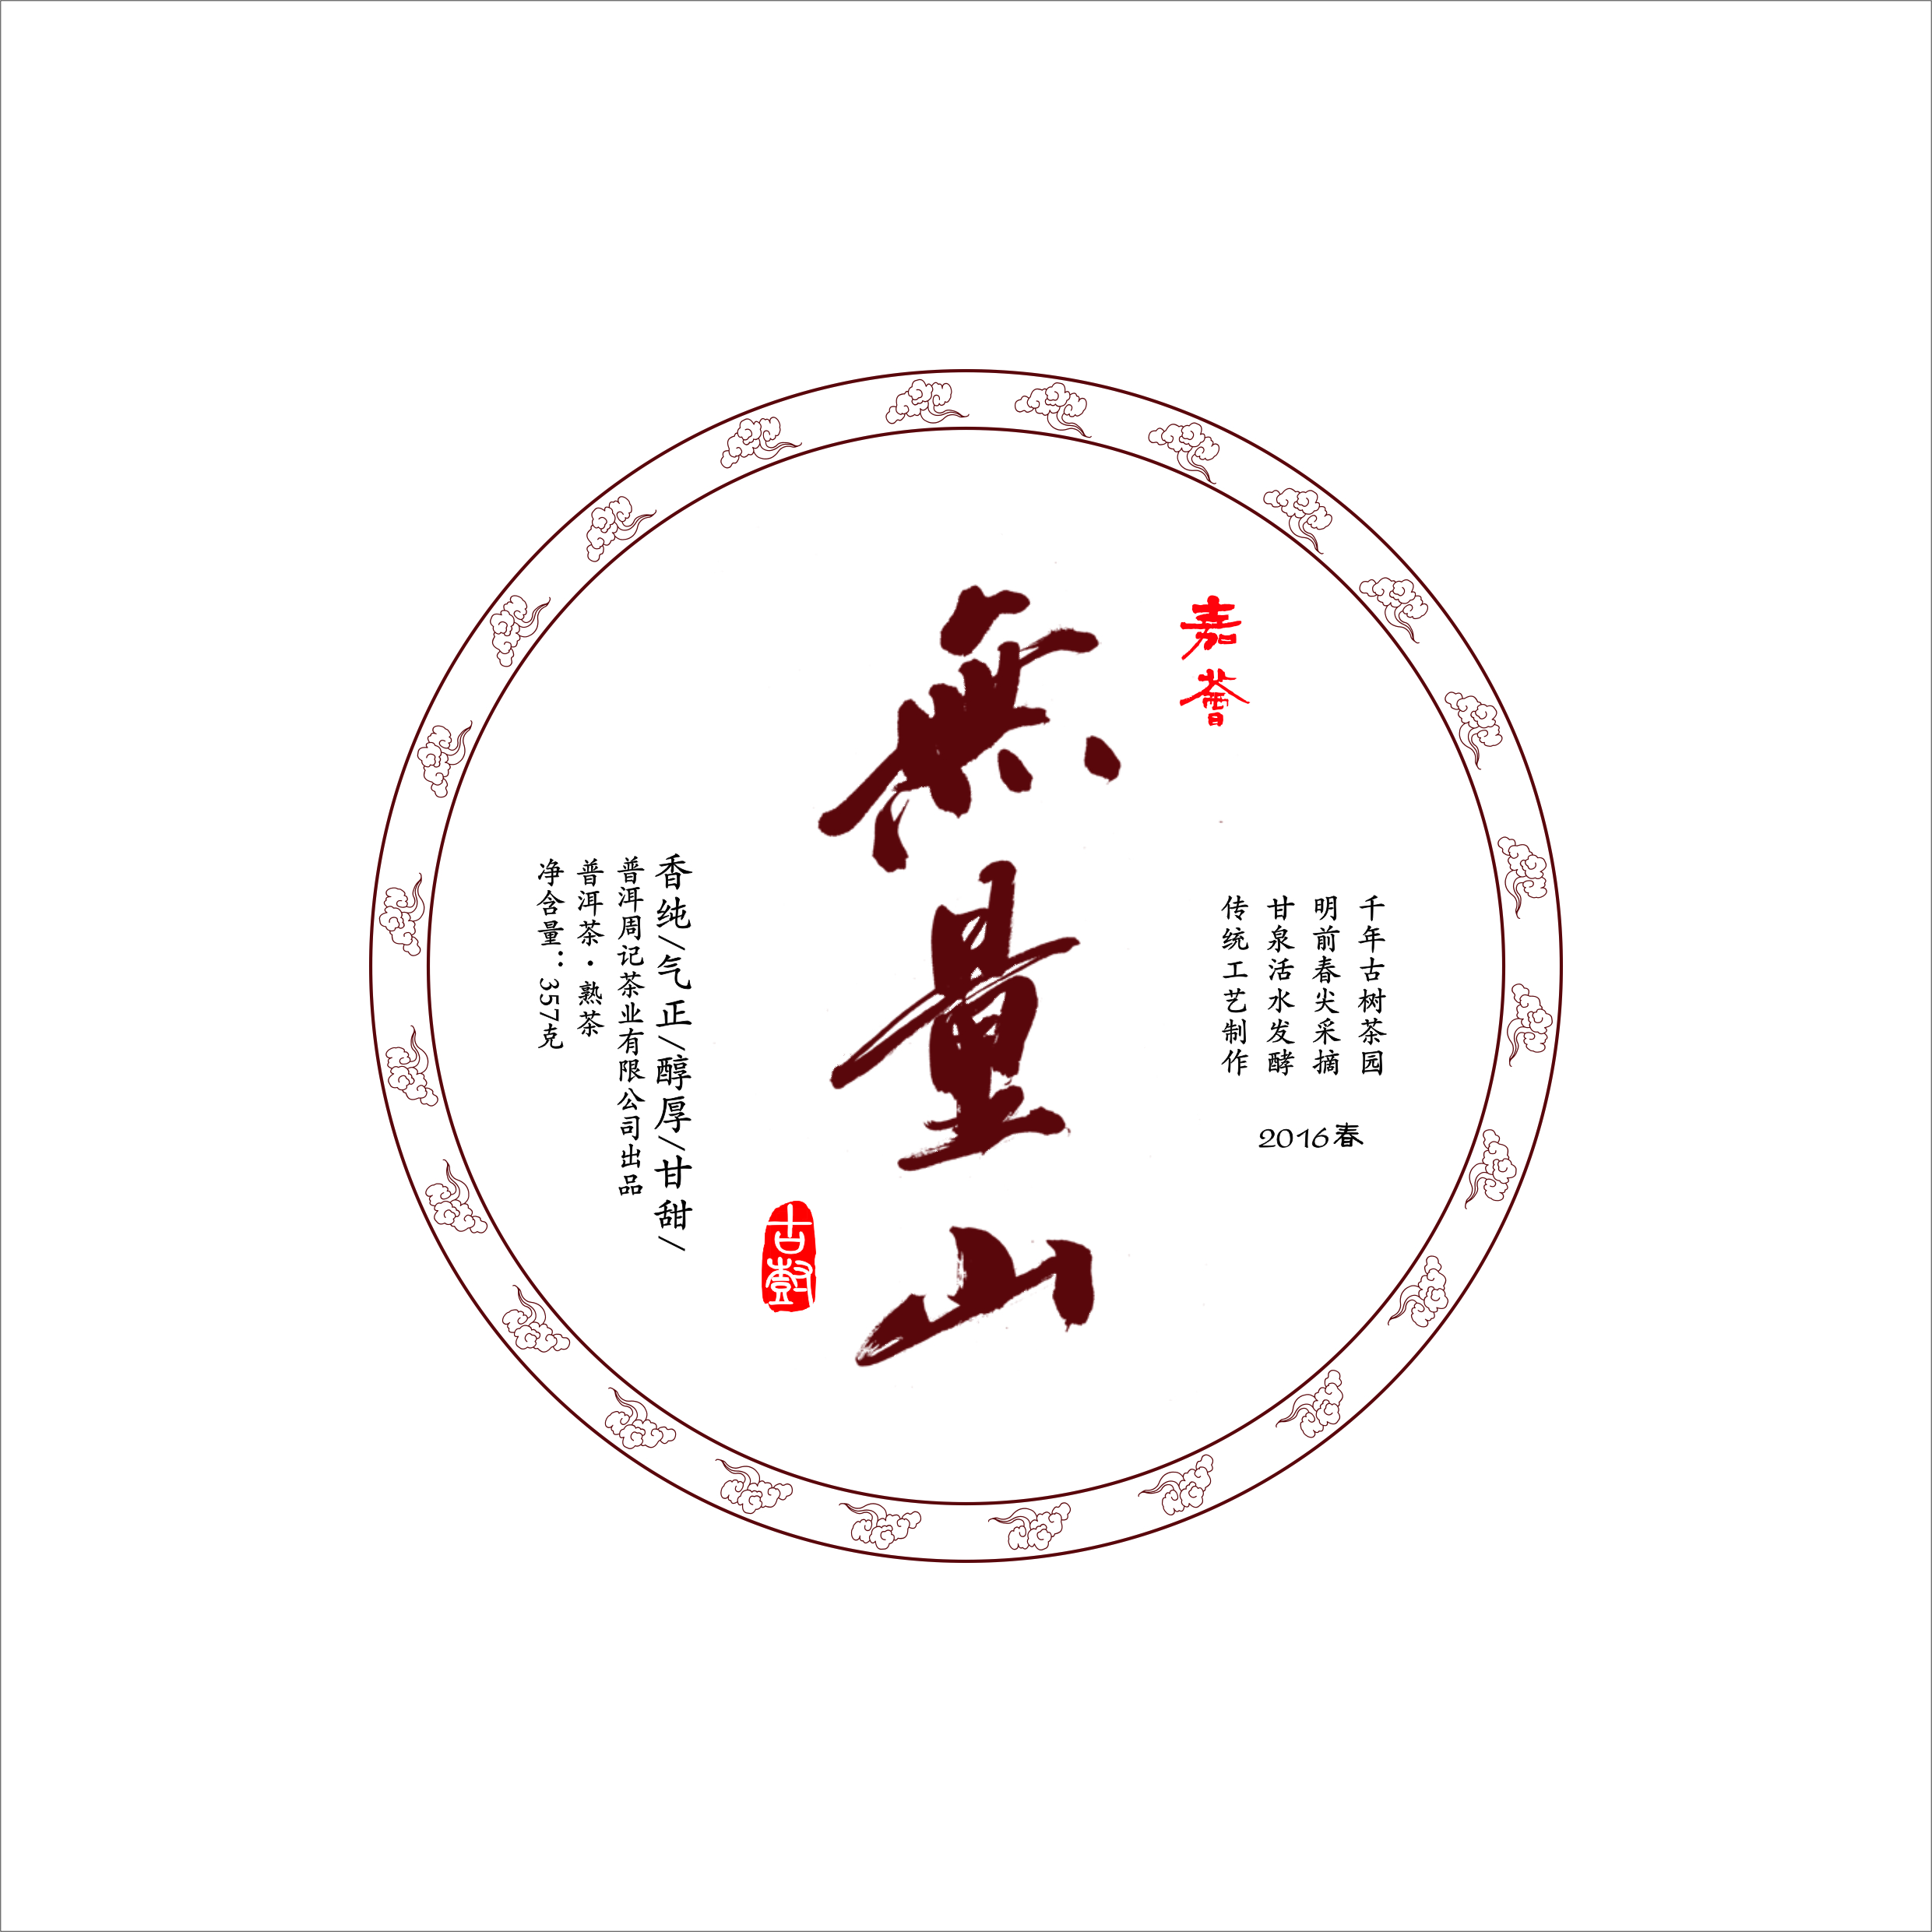 嘉荟
千年古树茶园
明前春尖采摘
甘泉活水发酵
传统工艺制作
2016春
無量山
古樹
香纯/气正/醇厚/甘甜/
普洱周记茶业有限公司出品
普洱茶·熟茶
净含量：357克